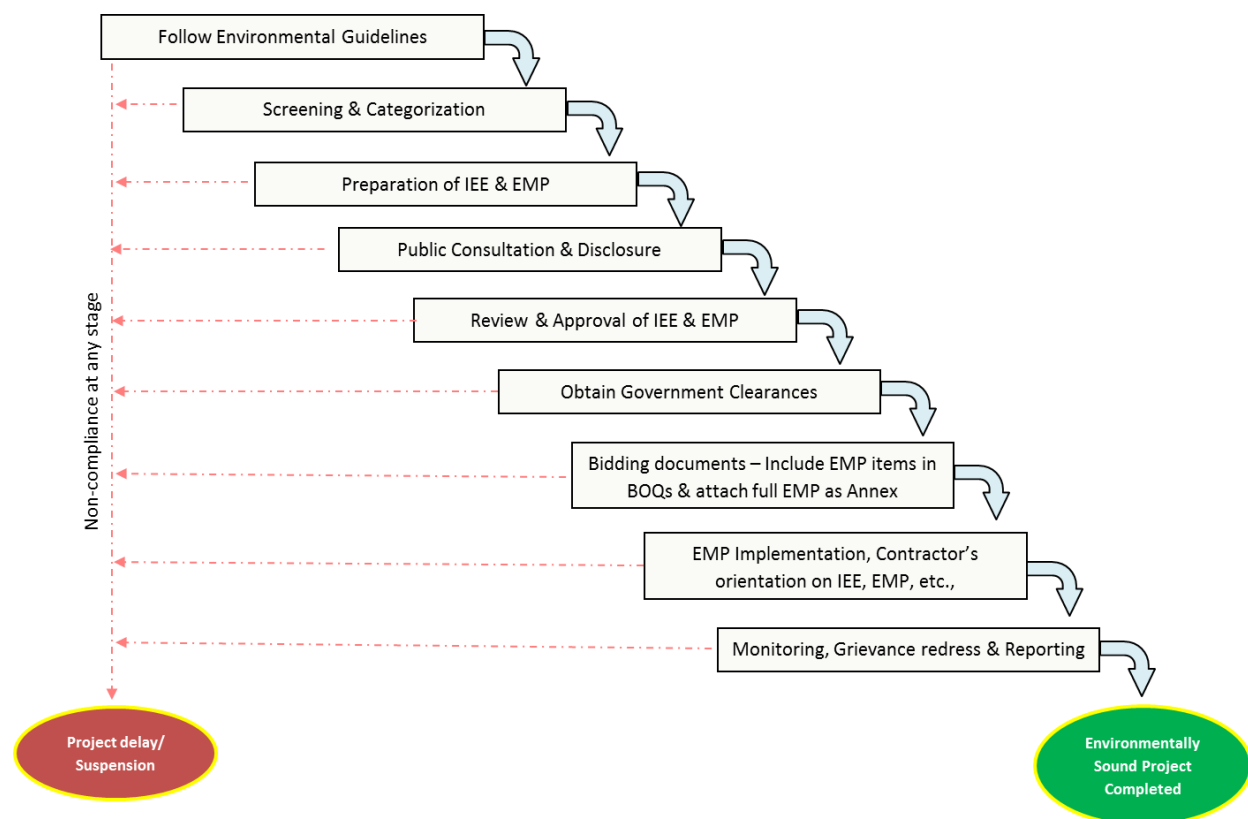 Follow Environmental Guidelines
Screening & Categorization
Preparation of IEE & EMP
Public Consultation & Disclosure
Review & Approval of IEE & EMP
Obtain Government Clearances
Bidding documents – Include EMP items in
BOQs & attach full EMP as Annex
EMP Implementation, Contractor's
orientation on IEE, EMP, etc.,
Monitoring, Grievance redress & Reporting
Non-compliance at any stage
Project delay/
Suspension
Environmentally
Sound Project
Completed